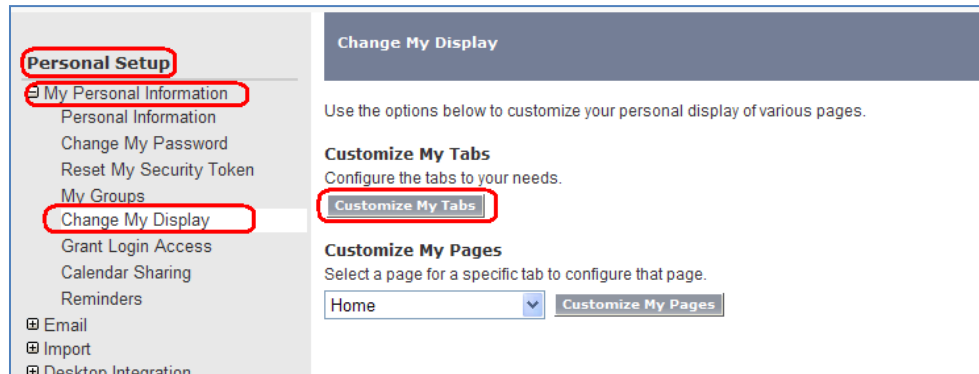 Personal Setup
My Personal Information
Personal Information
Change My Password
Reset My Security Token
My Groups
Change My Display
Grant Login Access
Calendar Sharing
Reminders
Email
Import
Desktop Integration
Change My Display
Use the options below to customize your personal display of various pages.
Customize My Tabs
Configure the tabs to your needs.
Customize My Tabs
Customize My Pages
Select a page for a specific tab to configure that page.
Home Customize My Pages